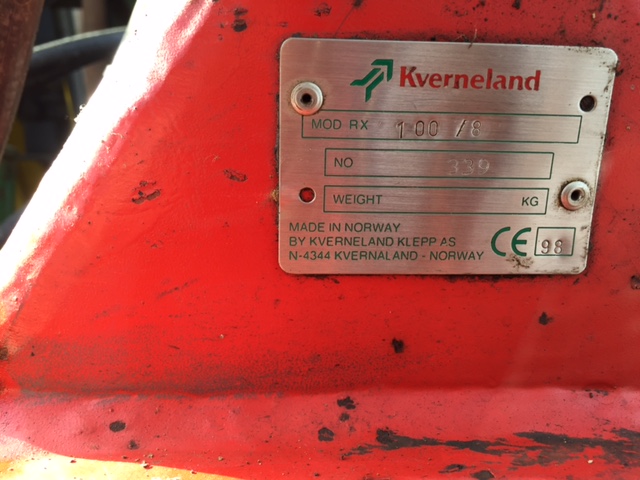 Kverneland
MOD RX 100/8
NO 339
WEIGHT KG
MADE IN NORWAY
BY KVERNELAND KLEPP AS
N-4344 KVERNALAND - NORWAY
CE 98